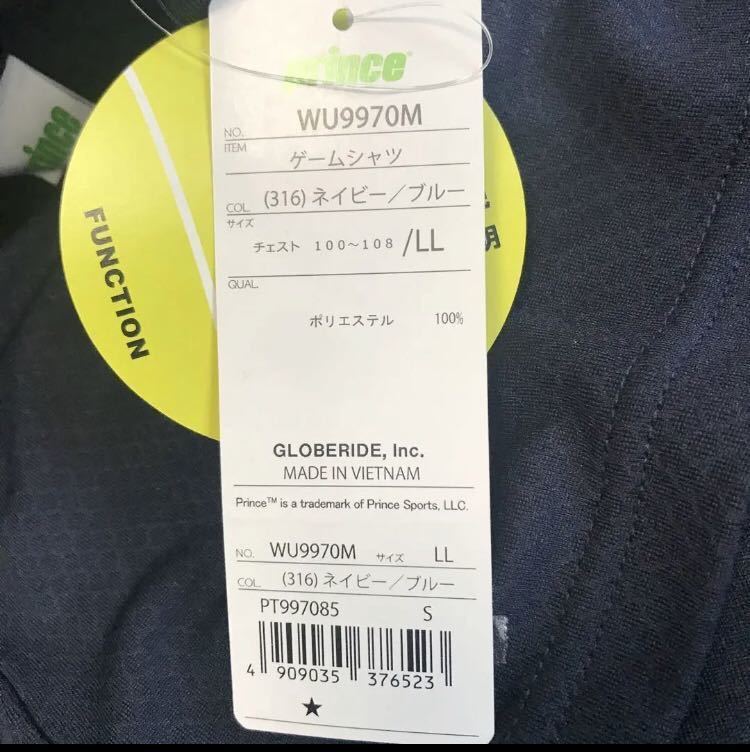 prince
prince
NO. WU9970M
ITEM ゲームシャツ
COL. (316) ネイビー／ブルー
サイズ
チェスト 100～108 /LL
QUAL.
ポリエステル 100%
FUNCTION
明
GLOBERIDE, Inc.
MADE IN VIETNAM
Prince™ is a trademark of Prince Sports, LLC.
NO. WU9970M サイズ LL
COL. (316) ネイビー／ブルー
PT997085 S
4 909035 376523
★